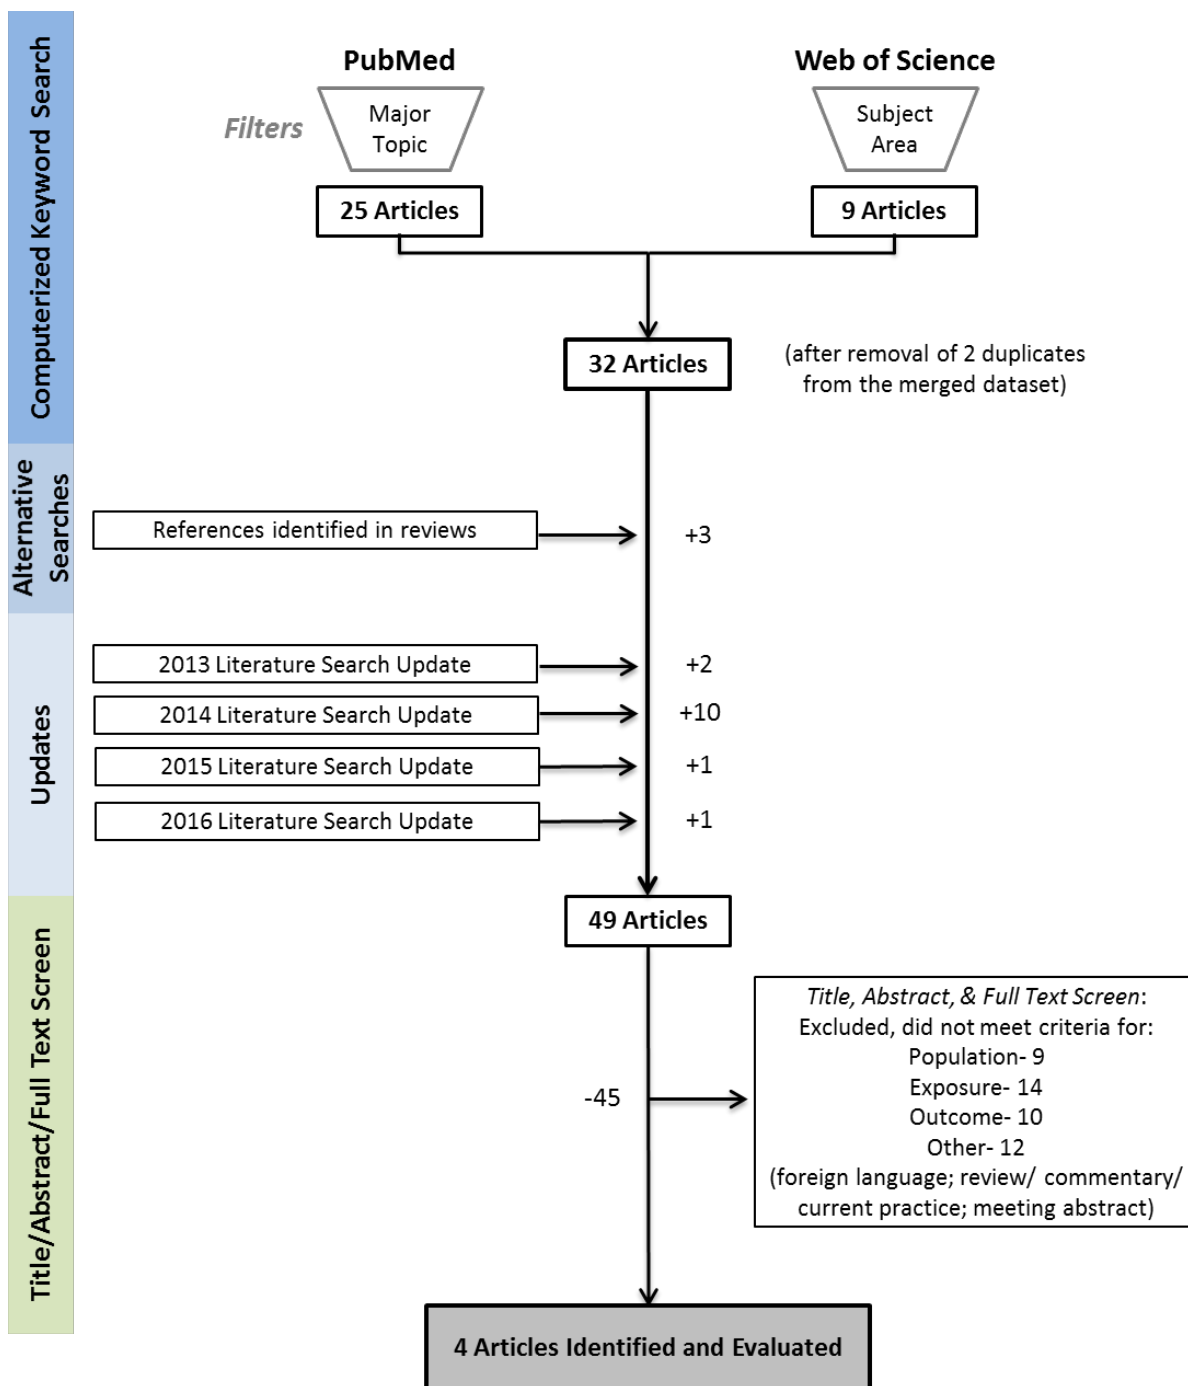 Computerized Keyword Search
PubMed
Web of Science
Filters
Major
Topic
Subject
Area
25 Articles
9 Articles
32 Articles
(after removal of 2 duplicates
from the merged dataset)
Alternative
Searches
References identified in reviews
+3
Updates
2013 Literature Search Update
+2
2014 Literature Search Update
+10
2015 Literature Search Update
+1
2016 Literature Search Update
+1
49 Articles
Title/Abstract/Full Text Screen
-45
Title, Abstract, & Full Text Screen:
Excluded, did not meet criteria for:
Population- 9
Exposure- 14
Outcome- 10
Other- 12
(foreign language; review/ commentary/
current practice; meeting abstract)
4 Articles Identified and Evaluated